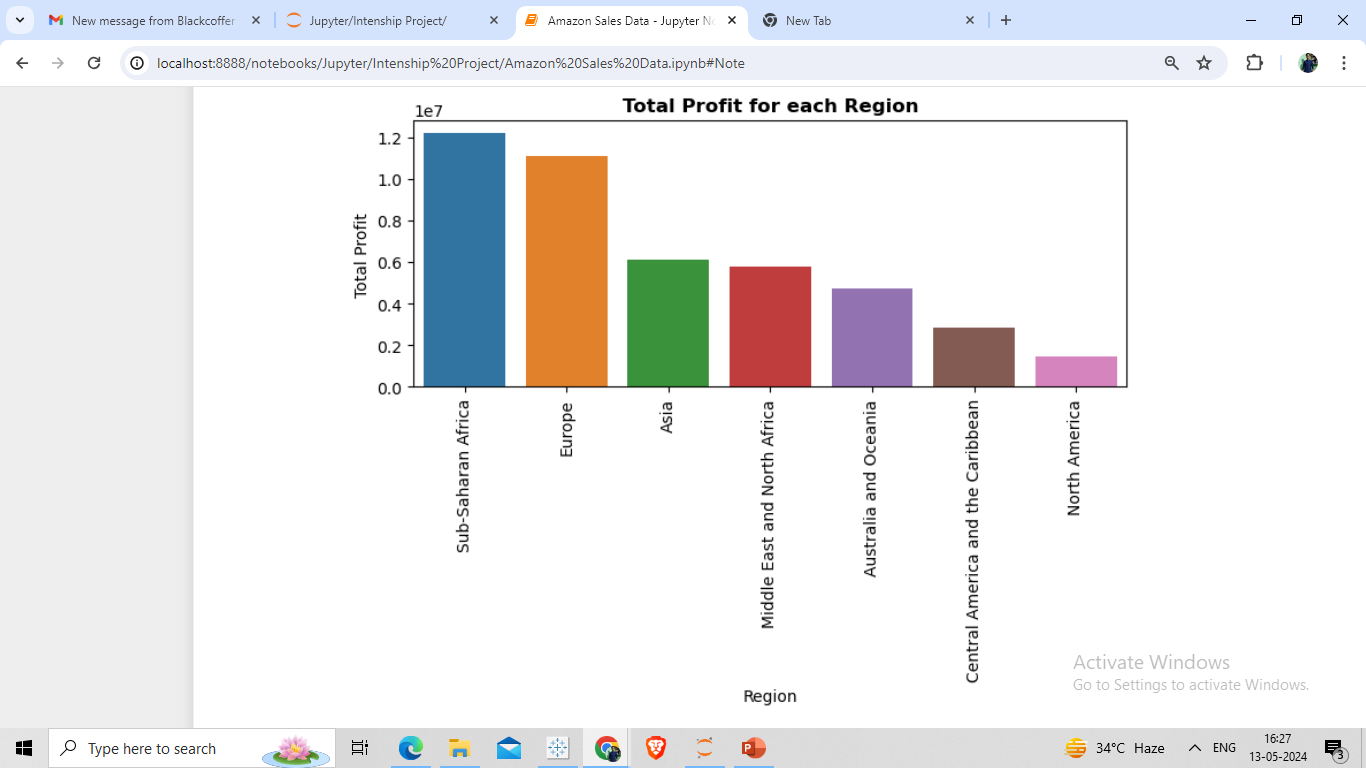 New message from Blackcoffer
Jupyter/Intenship Project/
Amazon Sales Data - Jupyter No
New Tab
localhost:8888/notebooks/Jupyter/Intenship%20Project/Amazon%20Sales%20Data.ipynb#Note
Total Profit for each Region
1e7
1.2
1.0
0.8
0.6
0.4
0.2
0.0
Total Profit
Sub-Saharan Africa
Europe
Asia
Middle East and North Africa
Australia and Oceania
Central America and the Caribbean
North America
Region
Activate Windows
Go to Settings to activate Windows.
Type here to search
34°C Haze
ENG
16:27
13-05-2024
3